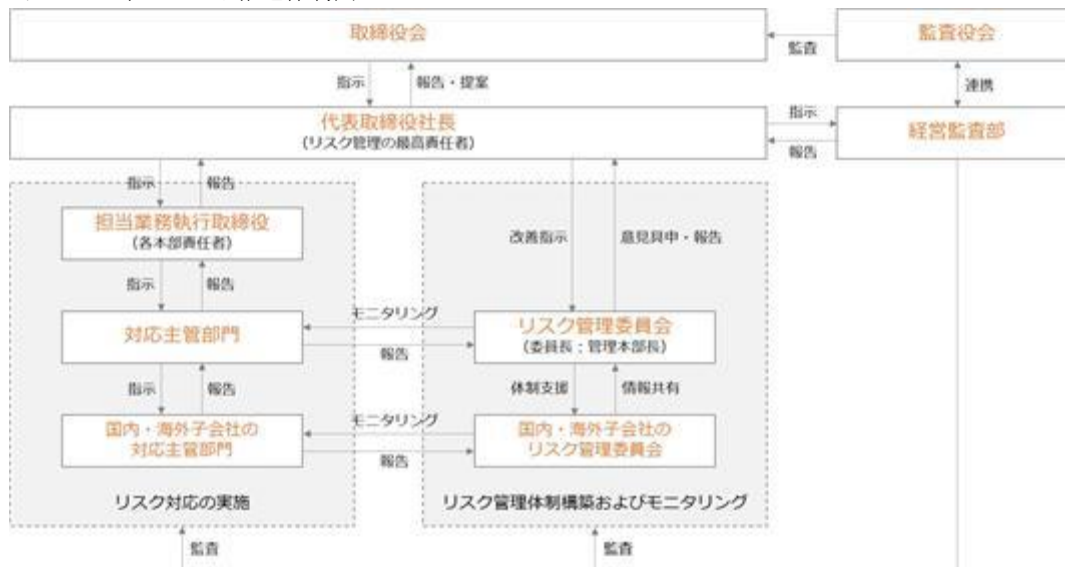 取締役会
監査役会
監査
指示
報告・提案
連携
代表取締役社長
(リスク管理の最高責任者)
指示
報告
経営監査部
指示
報告
担当業務執行取締役
(各本部責任者)
改善指示
意見具申・報告
指示
報告
モニタリング
対応主管部門
リスク管理委員会
(委員長:管理本部長)
報告
指示
報告
体制支援
情報共有
モニタリング
国内・海外子会社の
対応主管部門
国内・海外子会社の
リスク管理委員会
報告
リスク対応の実施
リスク管理体制構築およびモニタリング
監査
監査